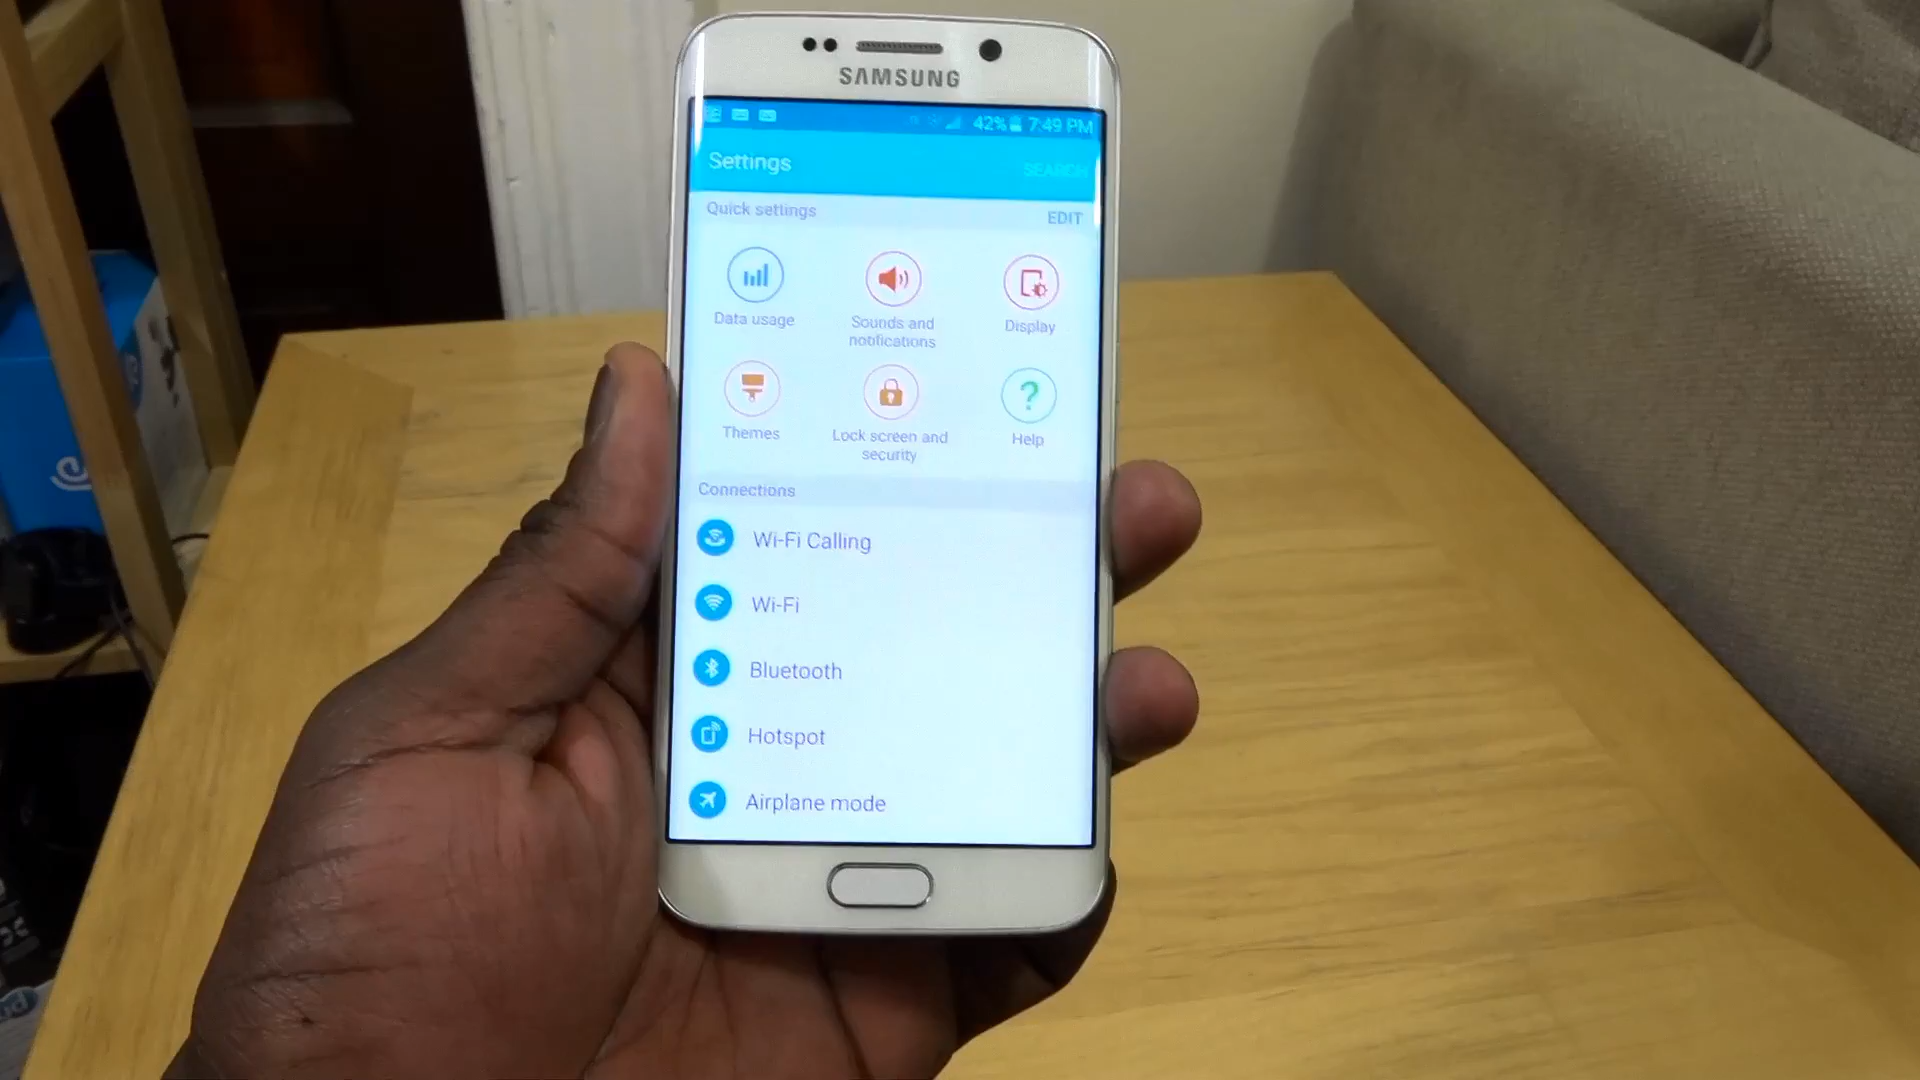 SAMSUNG
42% 7:49 PM
Settings
SEARCH
Quick settings
EDIT
Data usage
Sounds and
notifications
Display
Themes
Lock screen and
security
Help
?
Connections
Wi-Fi Calling
Wi-Fi
Bluetooth
Hotspot
Airplane mode